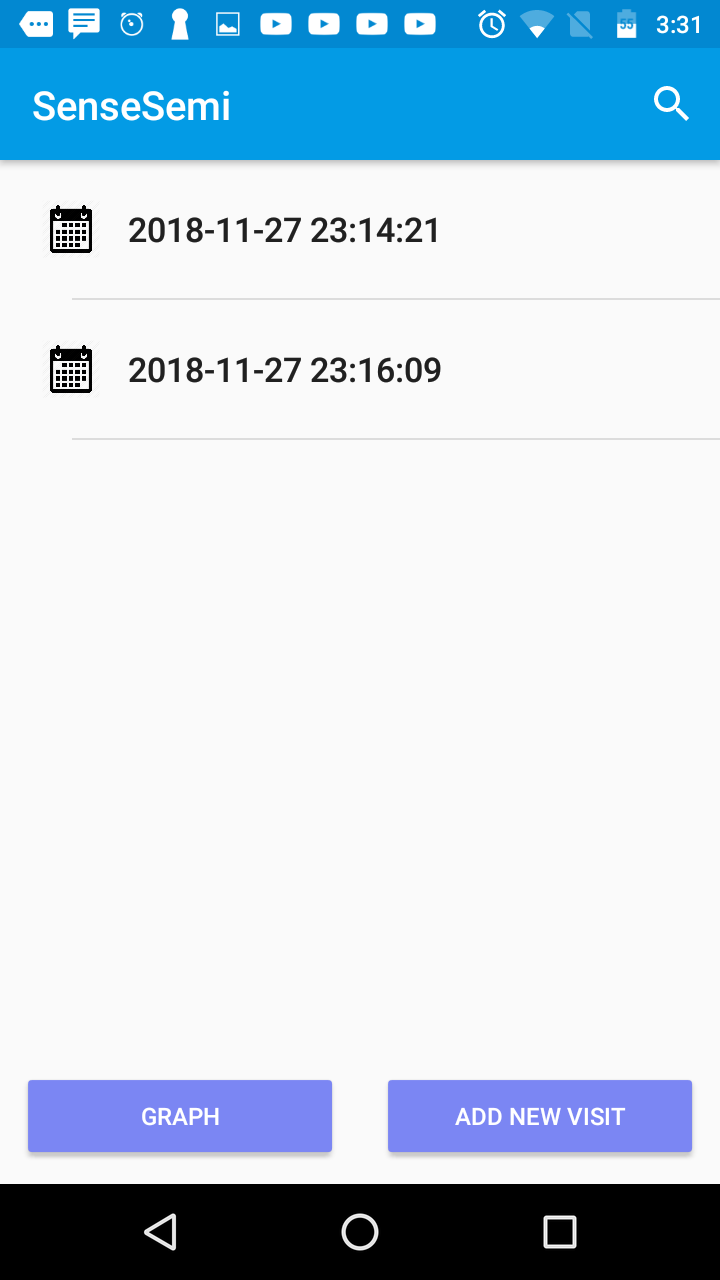 55 3:31
SenseSemi
2018-11-27 23:14:21
2018-11-27 23:16:09
GRAPH ADD NEW VISIT